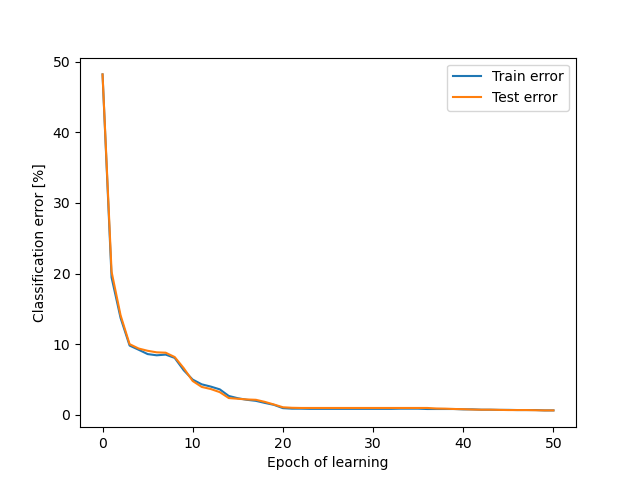 Train error
Test error
50
40
30
20
10
0
Classification error [%]
0 10 20 30 40 50
Epoch of learning